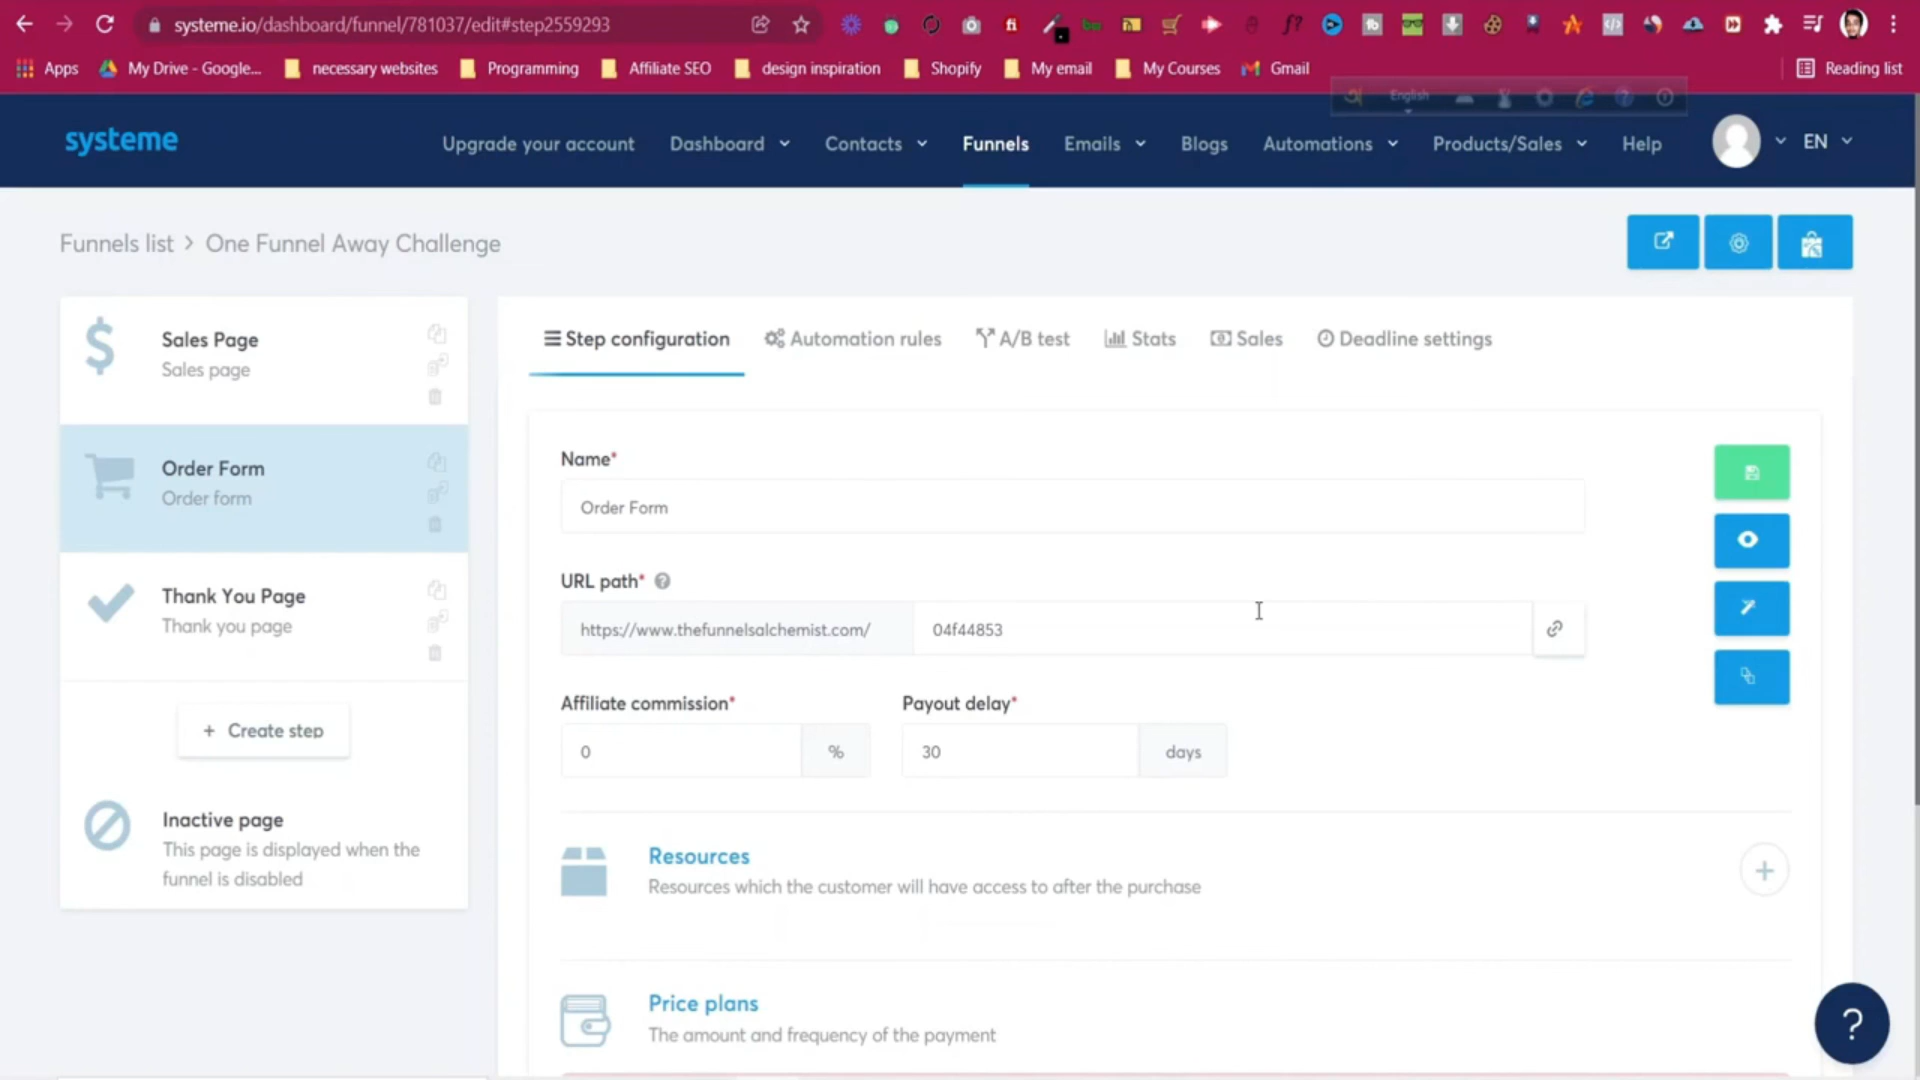 systeme.io/dashboard/funnel/781037/edit#step2559293
Apps
My Drive - Google...
necessary websites
Programming
Affiliate SEO
design inspiration
Shopify
My email
My Courses
Gmail
Reading list
English
systeme
Upgrade your account
Dashboard
Contacts
Funnels
Emails
Blogs
Automations
Products/Sales
Help
EN
Funnels list > One Funnel Away Challenge
Sales Page
Sales page
Order Form
Order form
Thank You Page
Thank you page
+ Create step
Inactive page
This page is displayed when the
funnel is disabled
Step configuration
Automation rules
A/B test
Stats
Sales
Deadline settings
Name*
Order Form
URL path*
https://www.thefunnelsalchemist.com/
04f44853
Affiliate commission*
Payout delay*
0
%
30
days
Resources
Resources which the customer will have access to after the purchase
Price plans
The amount and frequency of the payment
?